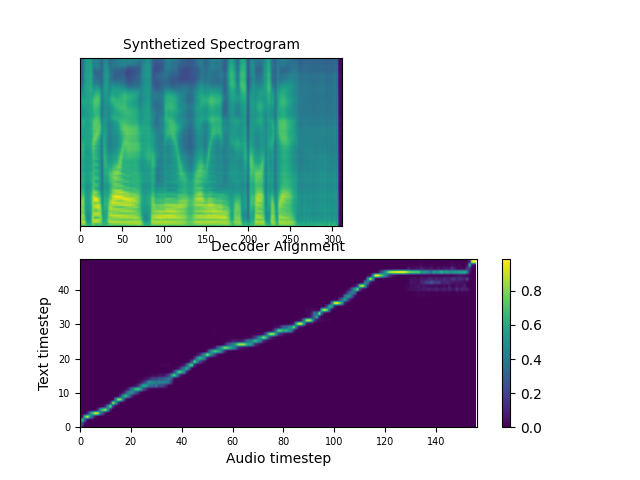 Synthetized Spectrogram
0 50 100 150 200 250 300
Decoder Alignment
Text timestep
40
30
20
10
0
0 20 40 60 80 100 120 140
Audio timestep
0.8
0.6
0.4
0.2
0.0